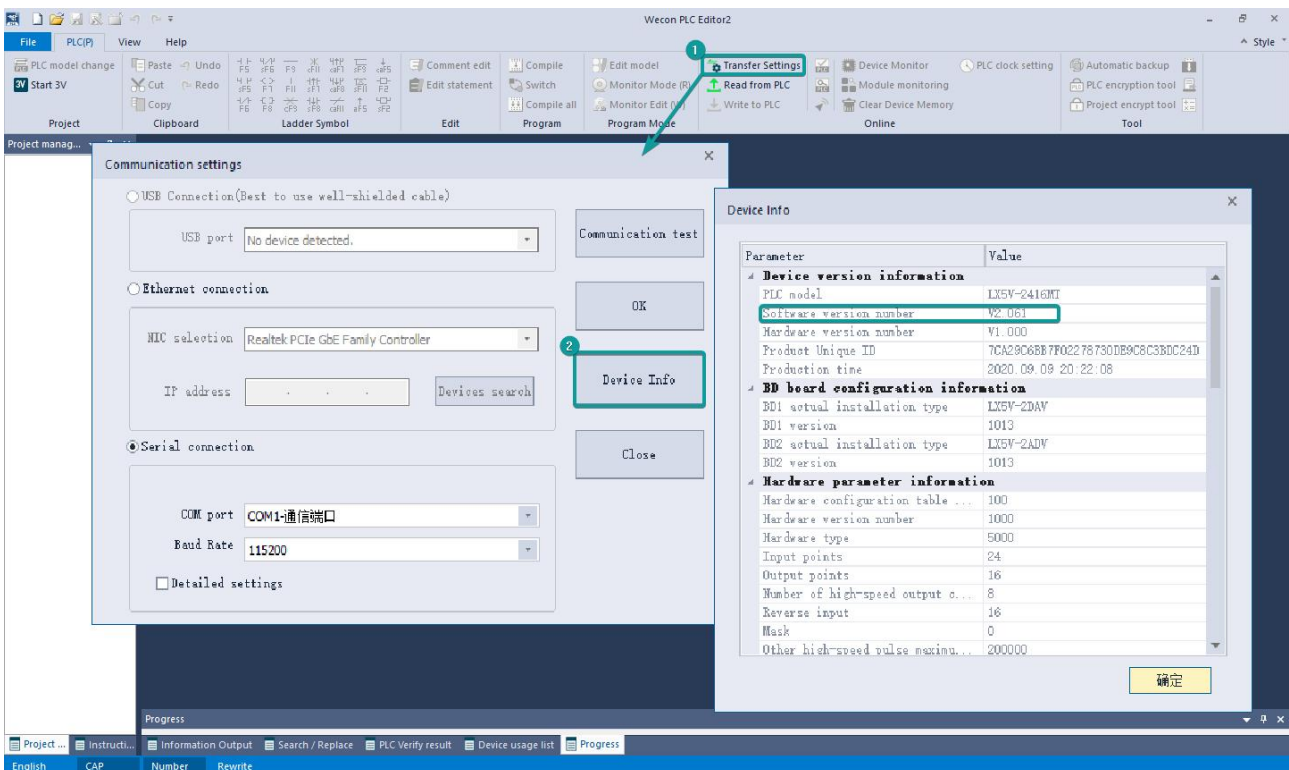 Wecon PLC Editor2
File PLC(P) View Help
Style
PLC model change
Start 3V
Project
Paste Undo
Cut Redo
Copy
Clipboard
Ladder Symbol
Comment edit
Edit statement
Edit
Compile
Switch
Compile all
Program
Edit model
Monitor Mode (R)
Monitor Edit
Program Mode
1
Transfer Settings
Read from PLC
Write to PLC
Device Monitor
Module monitoring
Clear Device Memory
PLC clock setting
Online
Automatic backup
PLC encryption tool
Project encrypt tool
Tool
Project manag...
Communication settings
USB Connection(Best to use well-shielded cable)
USB port No device detected.
Ethernet connection
NIC selection Realtek PCIe GbE Family Controller
IP address . . . Devices search
Serial connection
COM port COM1-通信端口
Baud Rate 115200
Detailed settings
Communication test
OK
2
Device Info
Close
Device Info
Parameter Value
Device version information
PLC model LX5V-2416MT
Software version number V2.061
Hardware version number V1.000
Product Unique ID
Production time 2020.09.09 20:22:08
BD board configuration information
BD1 actual installation type LX5V-2DAV
BD1 version 1013
BD2 actual installation type LX5V-2ADV
BD2 version 1013
Hardware parameter information
Hardware configuration table ... 100
Hardware version number 1000
Hardware type 5000
Input points 24
Output points 16
Number of high-speed output c... 8
Reverse input 16
Mask 0
Other high-speed pulse maximu... 200000
确定
Progress
Project ... Instructi... Information Output Search / Replace PLC Verify result Device usage list Progress
English CAP Number Rewrite